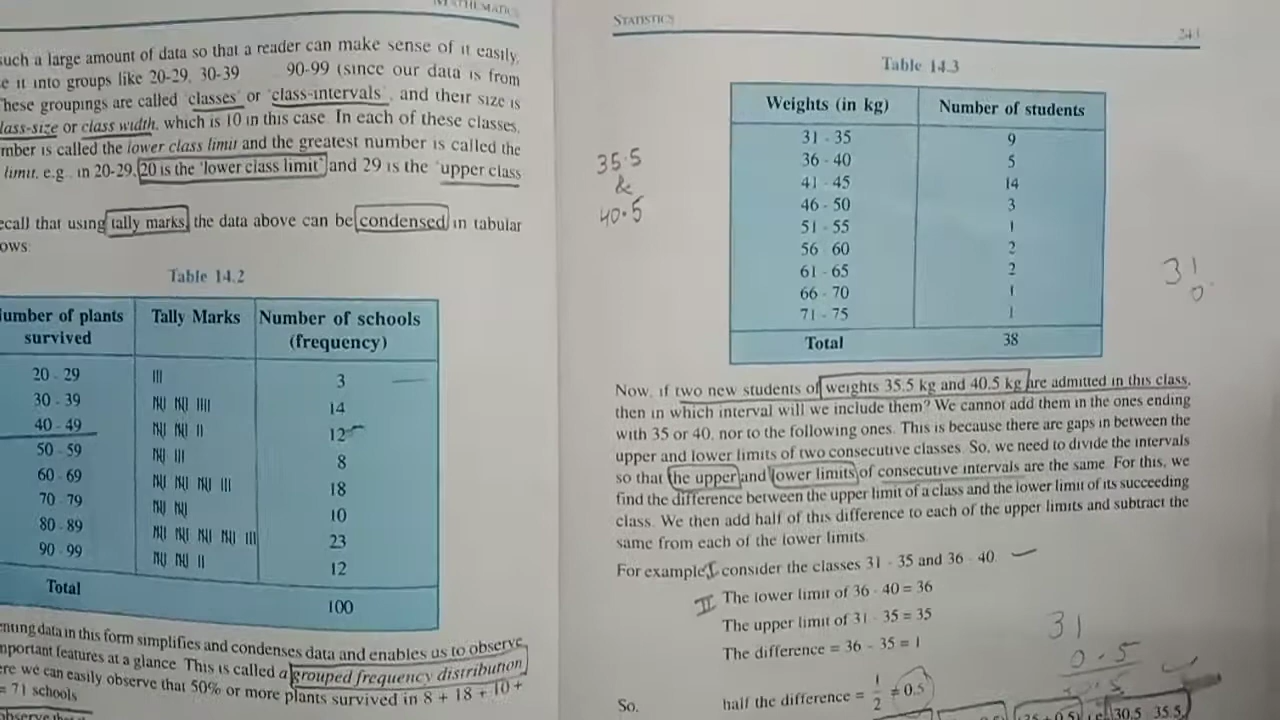 MATHEMATICS
such a large amount of data so that a reader can make sense of it easily,
e it into groups like 20-29, 30-39 90-99 (since our data is from
These groupings are called 'classes' or 'class-intervals', and their size is
lass-size or class width, which is 10 in this case. In each of these classes,
mber is called the lower class limit and the greatest number is called the
limit, e.g., in 20-29, 20 is the 'lower class limit' and 29 is the 'upper class
ecall that using tally marks, the data above can be condensed in tabular
ows:
Table 14.2
umber of plants survived Tally Marks Number of schools (frequency)
20 - 29 III 3
30 - 39 14
40 - 49 12
50 - 59 8
60 - 69 18
70 - 79 10
80 - 89 23
90 - 99 12
Total 100
enting data in this form simplifies and condenses data and enables us to observe
mportant features at a glance. This is called a grouped frequency distribution
ere we can easily observe that 50% or more plants survived in 8 + 18 + 10 +
= 71 schools
observe that
STATISTICS 241
Table 14.3
Weights (in kg) Number of students
31 - 35 9
36 - 40 5
41 - 45 14
46 - 50 3
51 - 55 1
56 60 2
61 - 65 2
66 - 70 1
71 - 75 1
Total 38
35.5
&
40.5
Now, if two new students of weights 35.5 kg and 40.5 kg are admitted in this class,
then in which interval will we include them? We cannot add them in the ones ending
with 35 or 40, nor to the following ones. This is because there are gaps in between the
upper and lower limits of two consecutive classes. So, we need to divide the intervals
so that the upper and lower limits of consecutive intervals are the same. For this, we
find the difference between the upper limit of a class and the lower limit of its succeeding
class. We then add half of this difference to each of the upper limits and subtract the
same from each of the lower limits
For example, consider the classes 31 - 35 and 36 - 40.
II The lower limit of 36 - 40 = 36
The upper limit of 31 - 35 = 35
The difference = 36 - 35 = 1
So, half the difference = 1/2 = 0.5
31
0.5
30.5 35.5